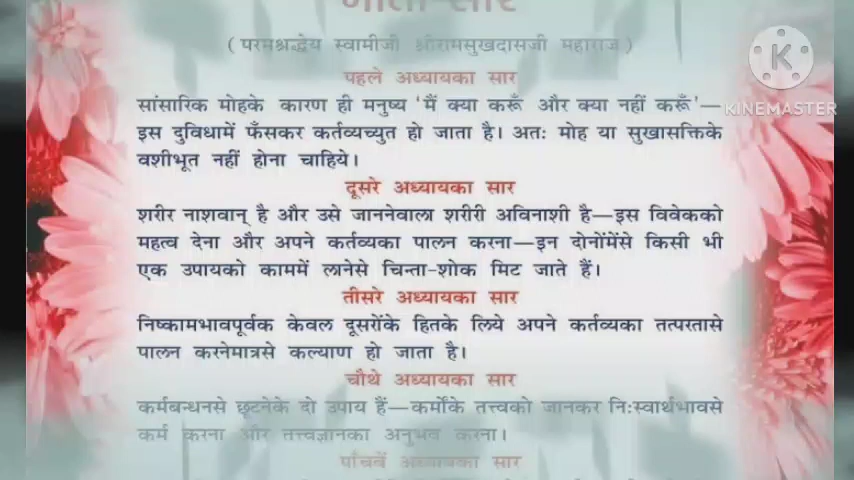 गीता-सार
(परमश्रद्धेय स्वामीजी श्रीरामसुखदासजी महाराज)
पहले अध्यायका सार
सांसारिक मोहके कारण ही मनुष्य 'मैं क्या करूँ और क्या नहीं करूँ'—
इस दुविधामें फँसकर कर्तव्यच्युत हो जाता है। अतः मोह या सुखासक्तिके
वशीभूत नहीं होना चाहिये।
दूसरे अध्यायका सार
शरीर नाशवान् है और उसे जाननेवाला शरीरी अविनाशी है—इस विवेकको
महत्व देना और अपने कर्तव्यका पालन करना—इन दोनोंमेंसे किसी भी
एक उपायको काममें लानेसे चिन्ता-शोक मिट जाते हैं।
तीसरे अध्यायका सार
निष्कामभावपूर्वक केवल दूसरोंके हितके लिये अपने कर्तव्यका तत्परतासे
पालन करनेमात्रसे कल्याण हो जाता है।
चौथे अध्यायका सार
कर्मबन्धनसे छूटनेके दो उपाय हैं—कर्मोंके तत्त्वको जानकर निःस्वार्थभावसे
कर्म करना और तत्त्वज्ञानका अनुभव करना।
पाँचवें अध्यायका सार
KINEMASTER